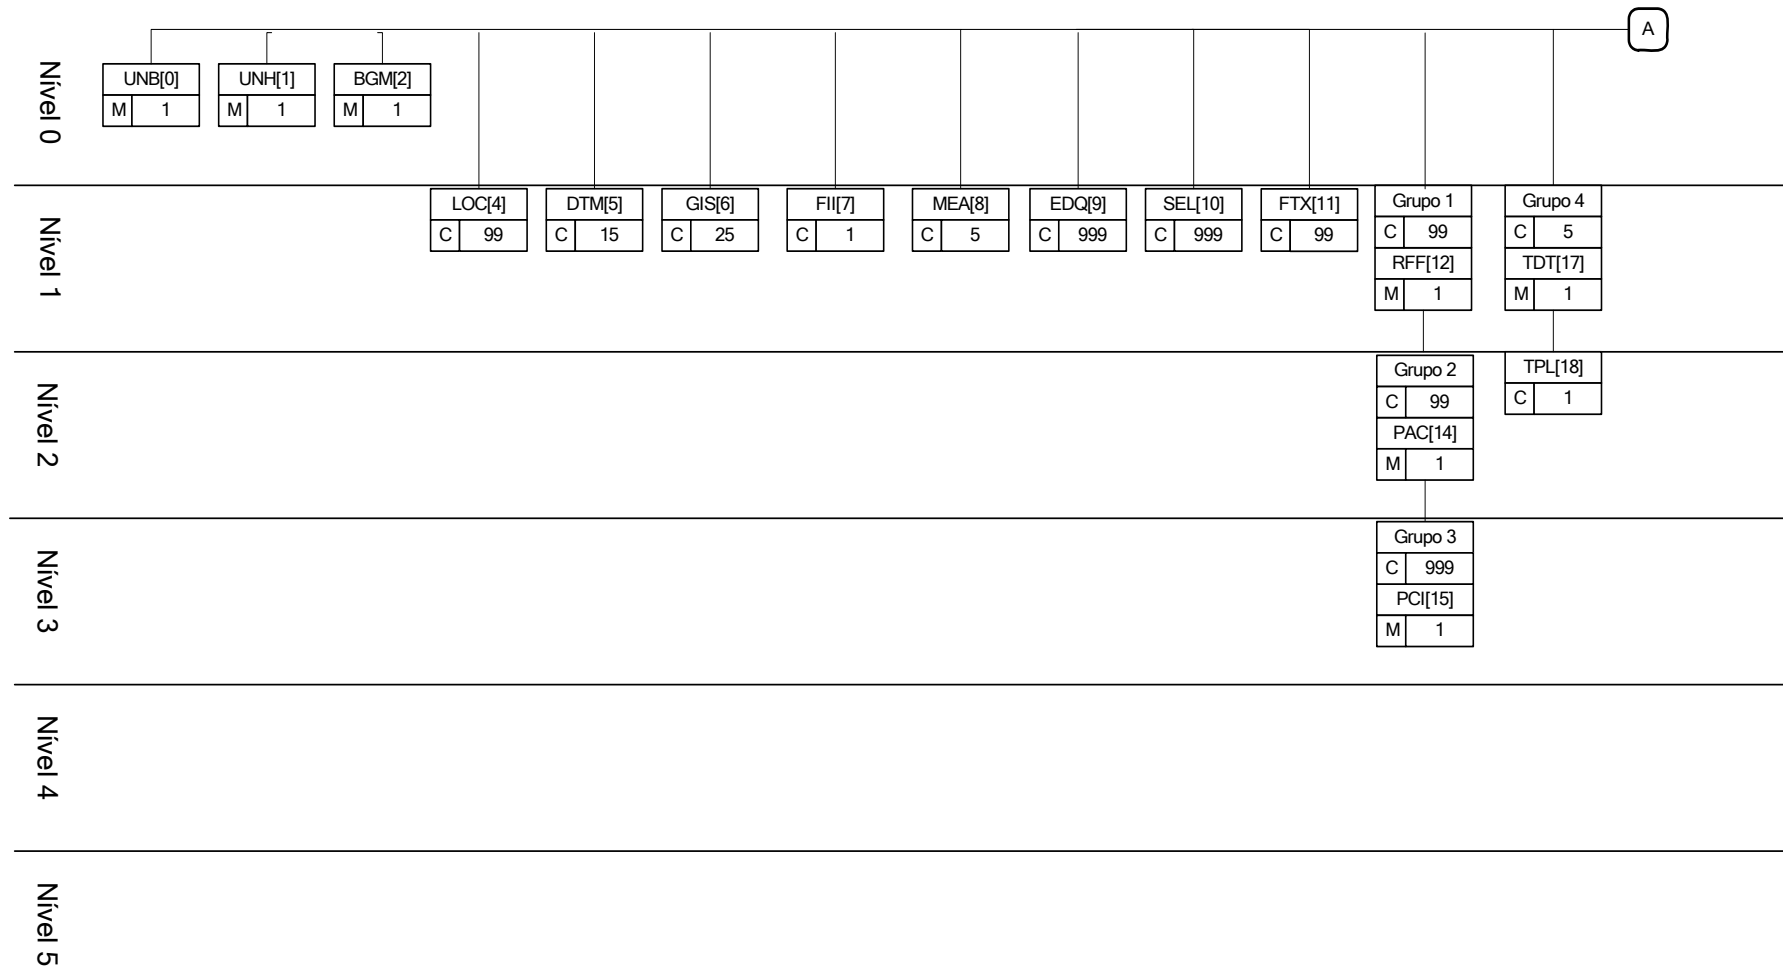 A
Nível 0
UNB[0] UNH[1] BGM[2]
M 1 M 1 M 1
Nível 1
LOC[4] DTM[5] GIS[6] FII[7] MEA[8] EDQ[9] SEL[10] FTX[11] Grupo 1 Grupo 4
C 99 C 15 C 25 C 1 C 5 C 999 C 999 C 99 C 99 C 5
RFF[12] TDT[17]
M 1 M 1
Nível 2
Grupo 2 TPL[18]
C 99 C 1
PAC[14]
M 1
Nível 3
Grupo 3
C 999
PCI[15]
M 1
Nível 4
Nível 5